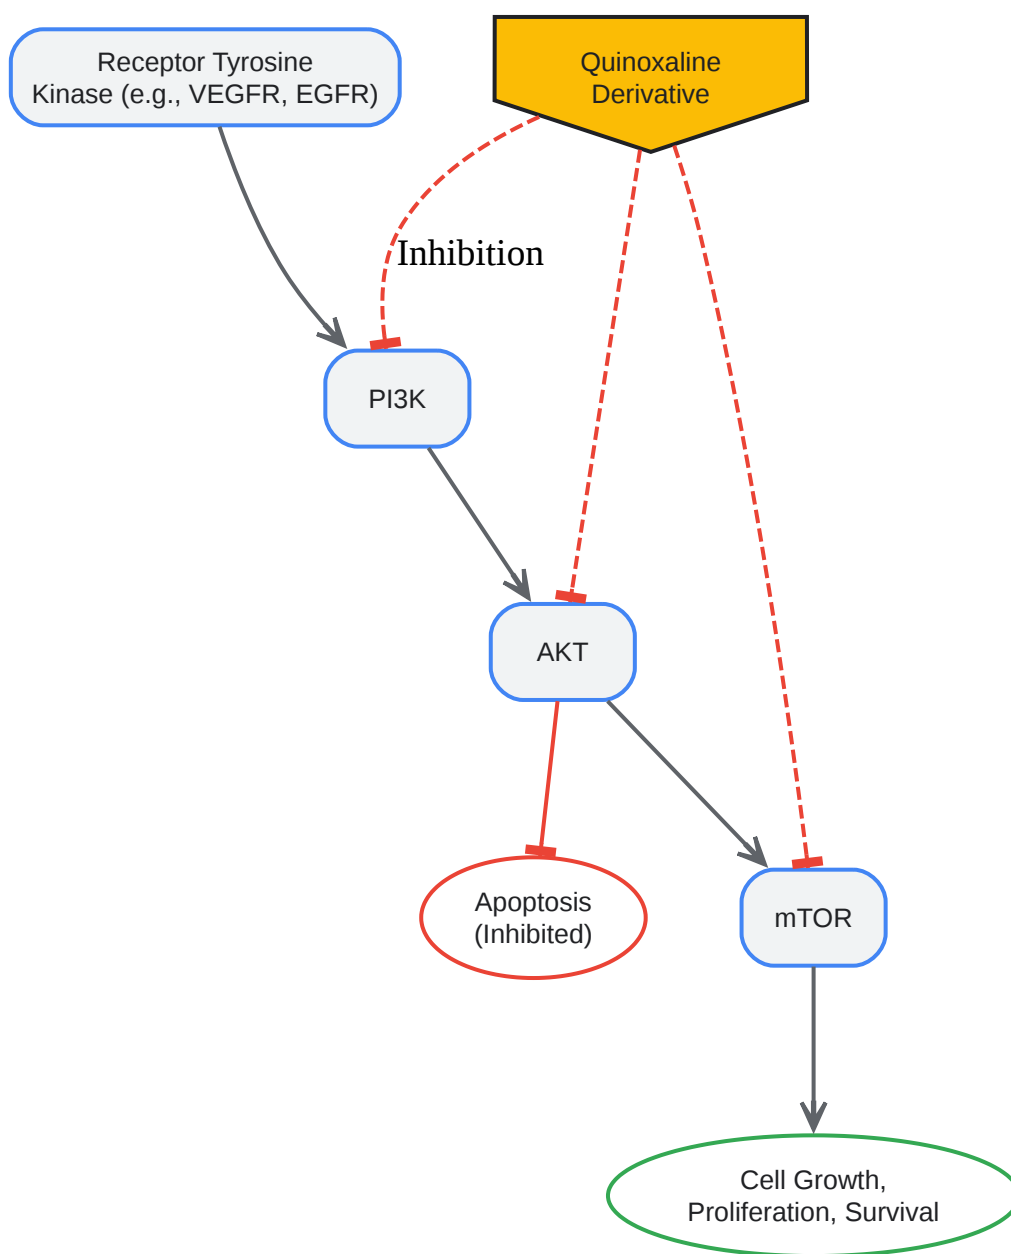 Receptor Tyrosine
Kinase (e.g., VEGFR, EGFR)
Quinoxaline
Derivative
Inhibition
PI3K
AKT
Apoptosis
(Inhibited)
mTOR
Cell Growth,
Proliferation, Survival